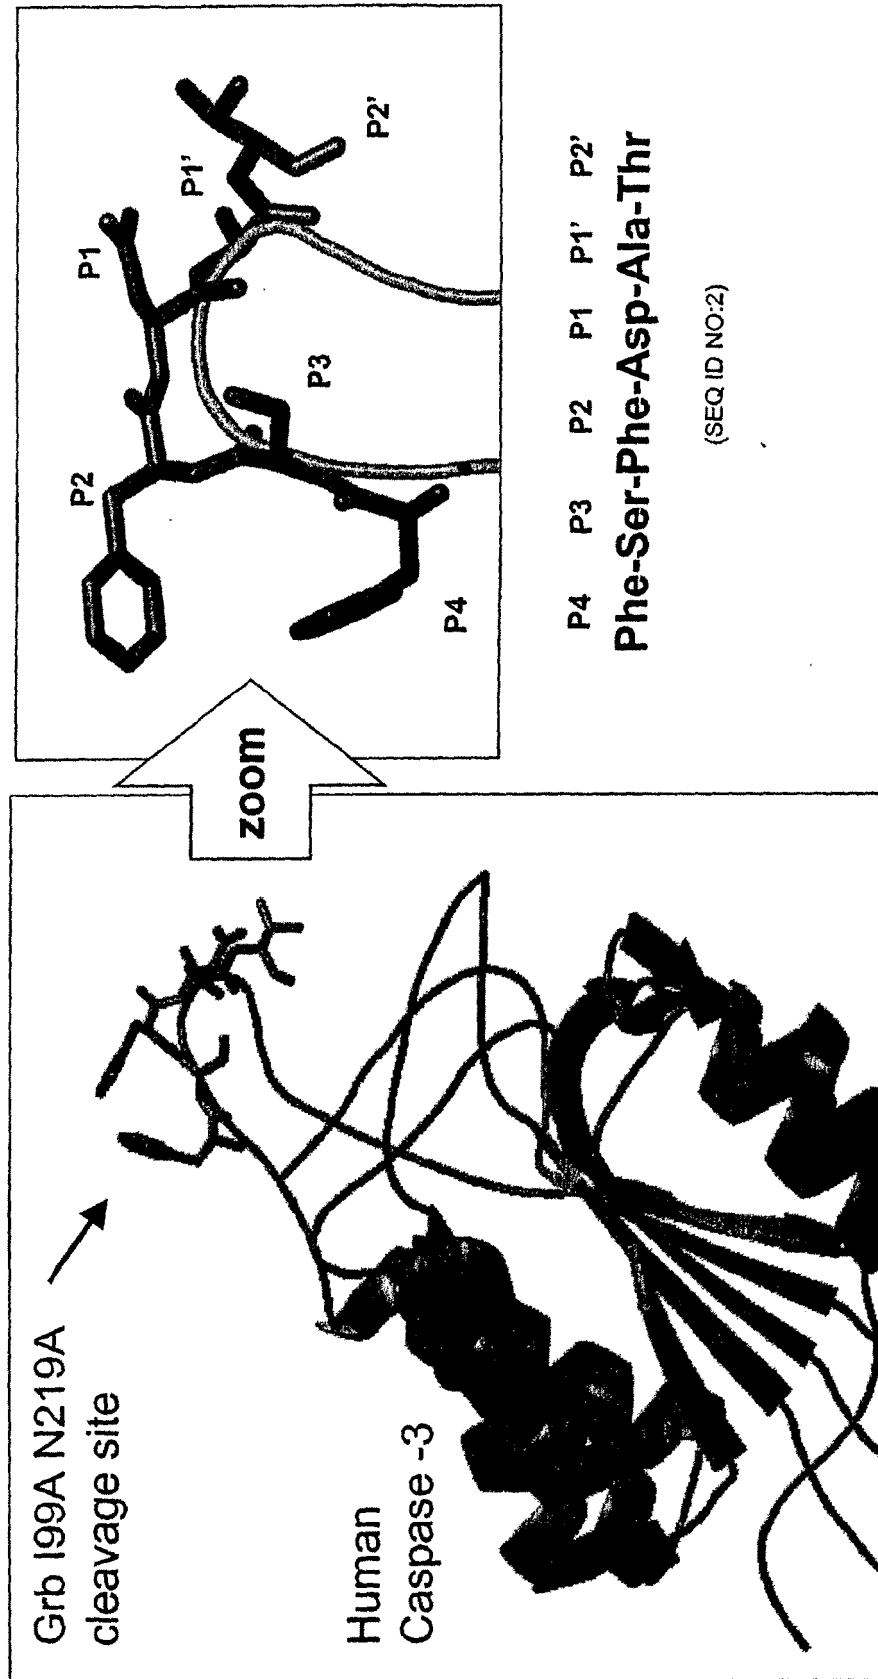 Grb I99A N219A
cleavage site
Human
Caspase -3
zoom
P1
P1'
P2
P2'
P3
P4
P4 P3 P2 P1 P1' P2'
Phe-Ser-Phe-Asp-Ala-Thr
(SEQ ID NO:2)